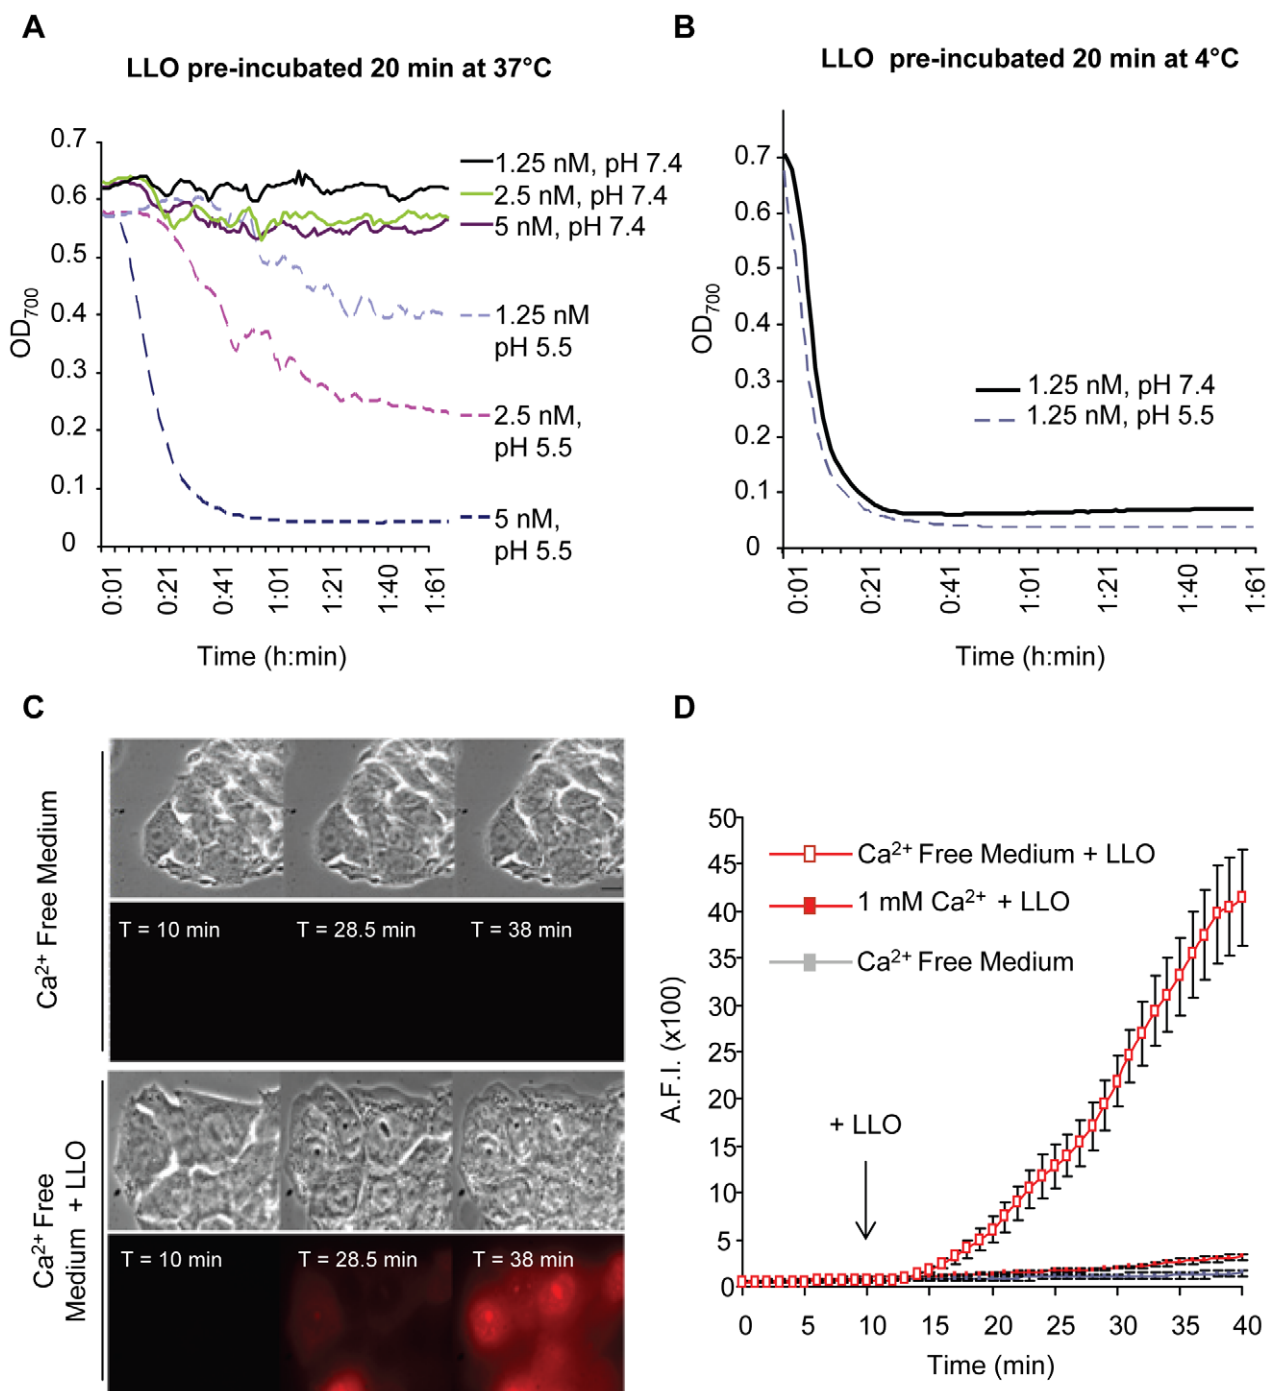 A
LLO pre-incubated 20 min at 37°C
0.7
0.6
0.5
0.4
0.3
0.2
0.1
0
OD700
1.25 nM, pH 7.4
2.5 nM, pH 7.4
5 nM, pH 7.4
1.25 nM
pH 5.5
2.5 nM,
pH 5.5
5 nM,
pH 5.5
0:01 0:21 0:41 1:01 1:21 1:40 1:61
Time (h:min)
B
LLO pre-incubated 20 min at 4°C
0.7
0.6
0.5
0.4
0.3
0.2
0.1
0
OD700
1.25 nM, pH 7.4
1.25 nM, pH 5.5
0:01 0:21 0:41 1:01 1:21 1:40 1:61
Time (h:min)
C
Ca2+ Free Medium
T = 10 min T = 28.5 min T = 38 min
Ca2+ Free
Medium + LLO
T = 10 min T = 28.5 min T = 38 min
D
50
45
40
35
30
25
20
15
10
5
0
A.F.I. (x100)
Ca2+ Free Medium + LLO
1 mM Ca2+ + LLO
Ca2+ Free Medium
+ LLO
0 5 10 15 20 25 30 35 40
Time (min)